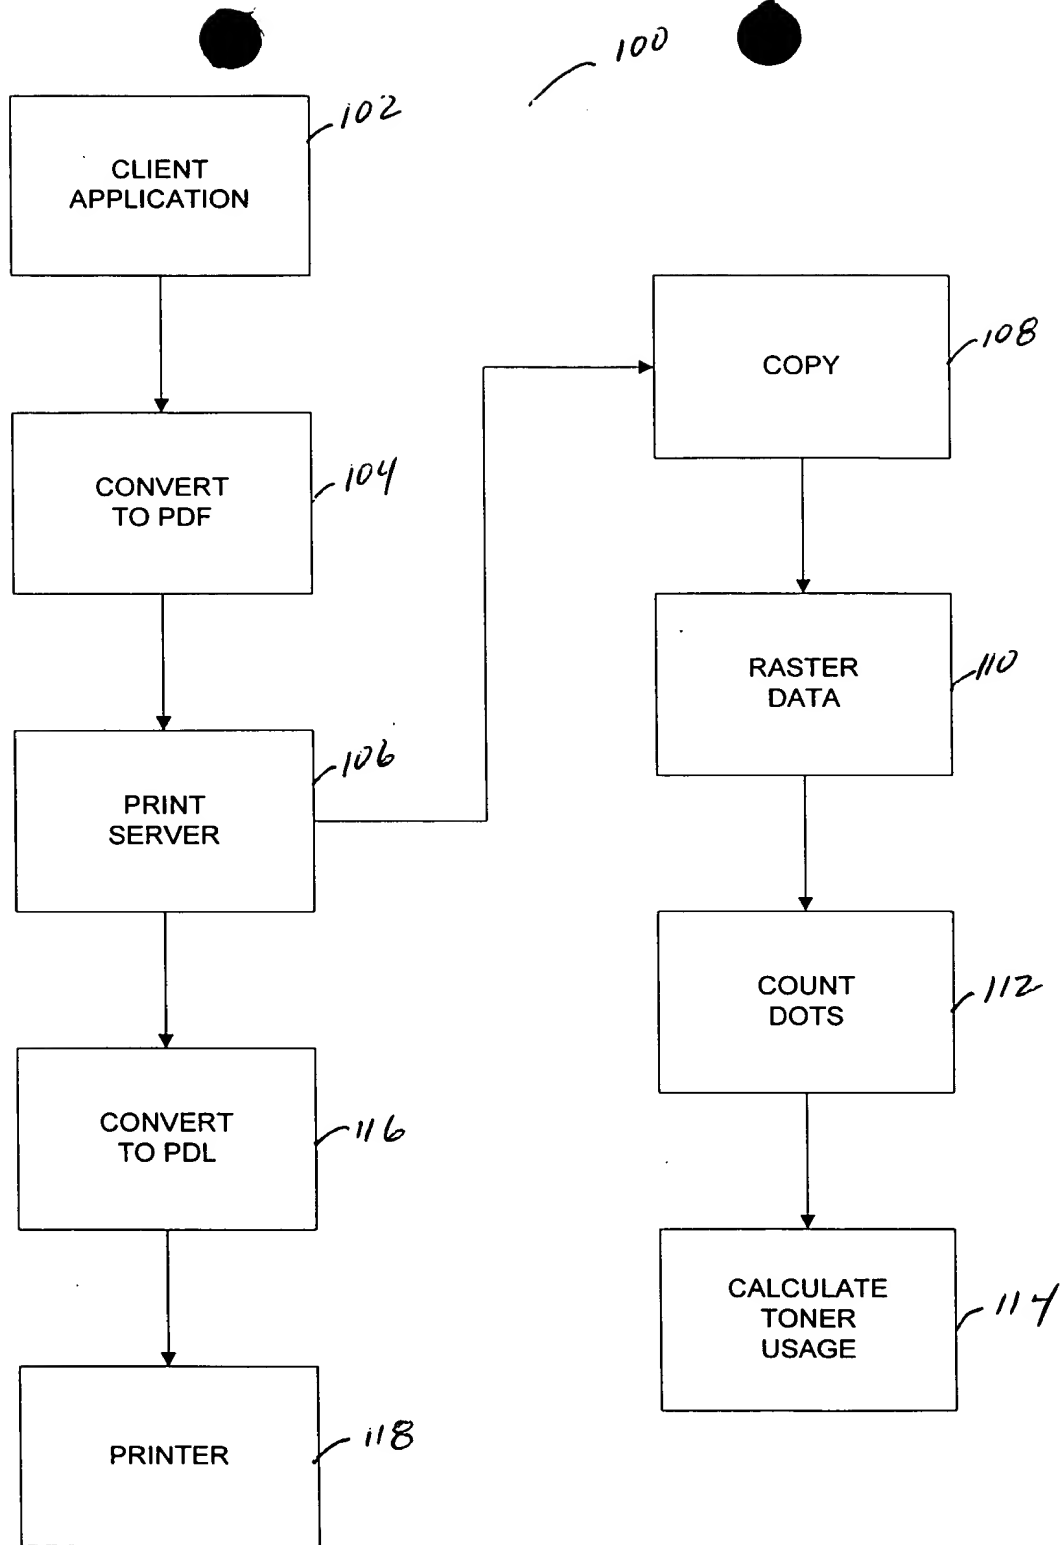 100
102
CLIENT
APPLICATION
104
CONVERT
TO PDF
106
PRINT
SERVER
108
COPY
110
RASTER
DATA
112
COUNT
DOTS
114
CALCULATE
TONER
USAGE
116
CONVERT
TO PDL
118
PRINTER